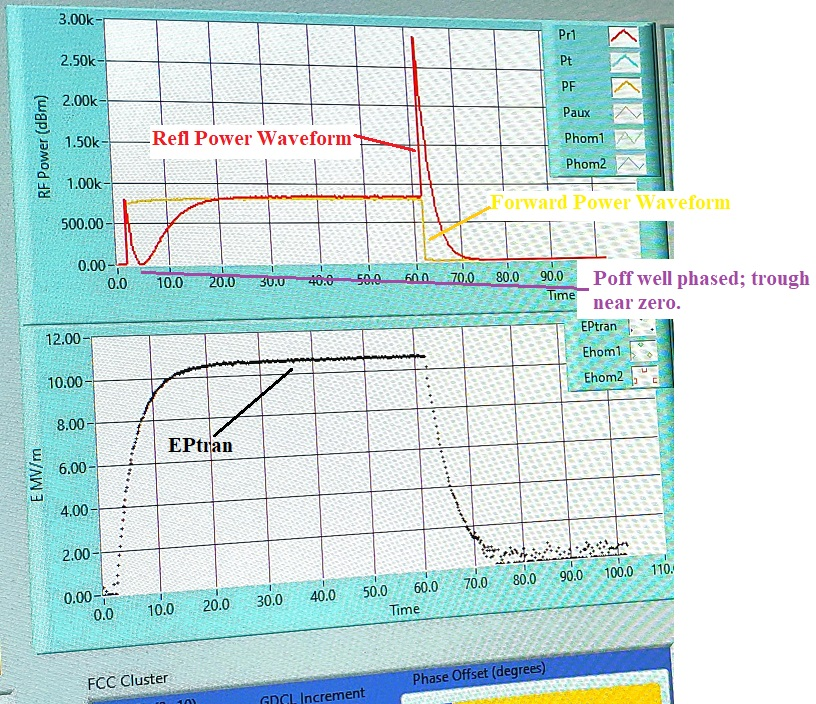 3.00k
2.50k
2.00k
1.50k
1.00k
500.00
0.00
RF Power (dBm)
0.0 10.0 20.0 30.0 40.0 50.0 60.0 70.0 80.0 90.0
Time
Pr1
Pt
PF
Paux
Phom1
Phom2
Refl Power Waveform
Forward Power Waveform
Poff well phased; trough
near zero.
12.00
10.00
8.00
6.00
4.00
2.00
0.00
E MV/m
0.0 10.0 20.0 30.0 40.0 50.0 60.0 70.0 80.0 90.0 100.0 110.
Time
EPtran
Ehom1
Ehom2
EPtran
FCC Cluster
GDCL Increment
Phase Offset (degrees)